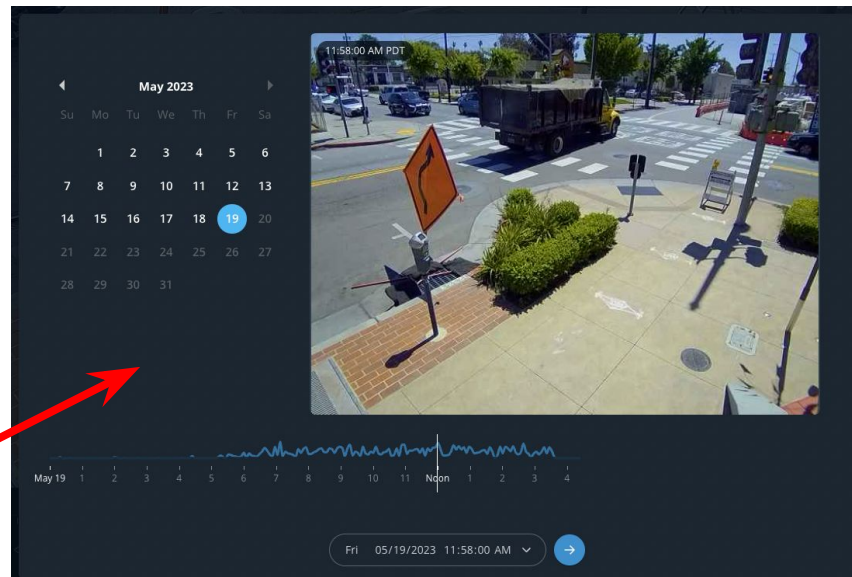 11:58:00 AM PDT
May 2023
Su Mo Tu We Th Fr Sa
1 2 3 4 5 6
7 8 9 10 11 12 13
14 15 16 17 18 19 20
21 22 23 24 25 26 27
28 29 30 31
May 19 1 2 3 4 5 6 7 8 9 10 11 Noon 1 2 3 4
Fri 05/19/2023 11:58:00 AM